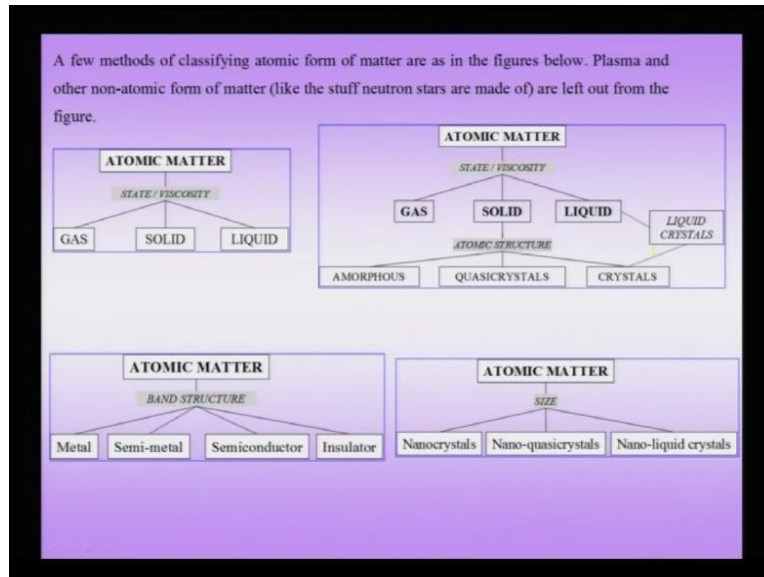 A few methods of classifying atomic form of matter are as in the figures below. Plasma and
other non-atomic form of matter (like the stuff neutron stars are made of) are left out from the
figure.
ATOMIC MATTER
STATE / VISCOSITY
GAS
SOLID
LIQUID
ATOMIC MATTER
STATE / VISCOSITY
GAS
SOLID
LIQUID
LIQUID
CRYSTALS
ATOMIC STRUCTURE
AMORPHOUS
QUASICRYSTALS
CRYSTALS
ATOMIC MATTER
BAND STRUCTURE
Metal
Semi-metal
Semiconductor
Insulator
ATOMIC MATTER
SIZE
Nanocrystals
Nano-quasicrystals
Nano-liquid crystals